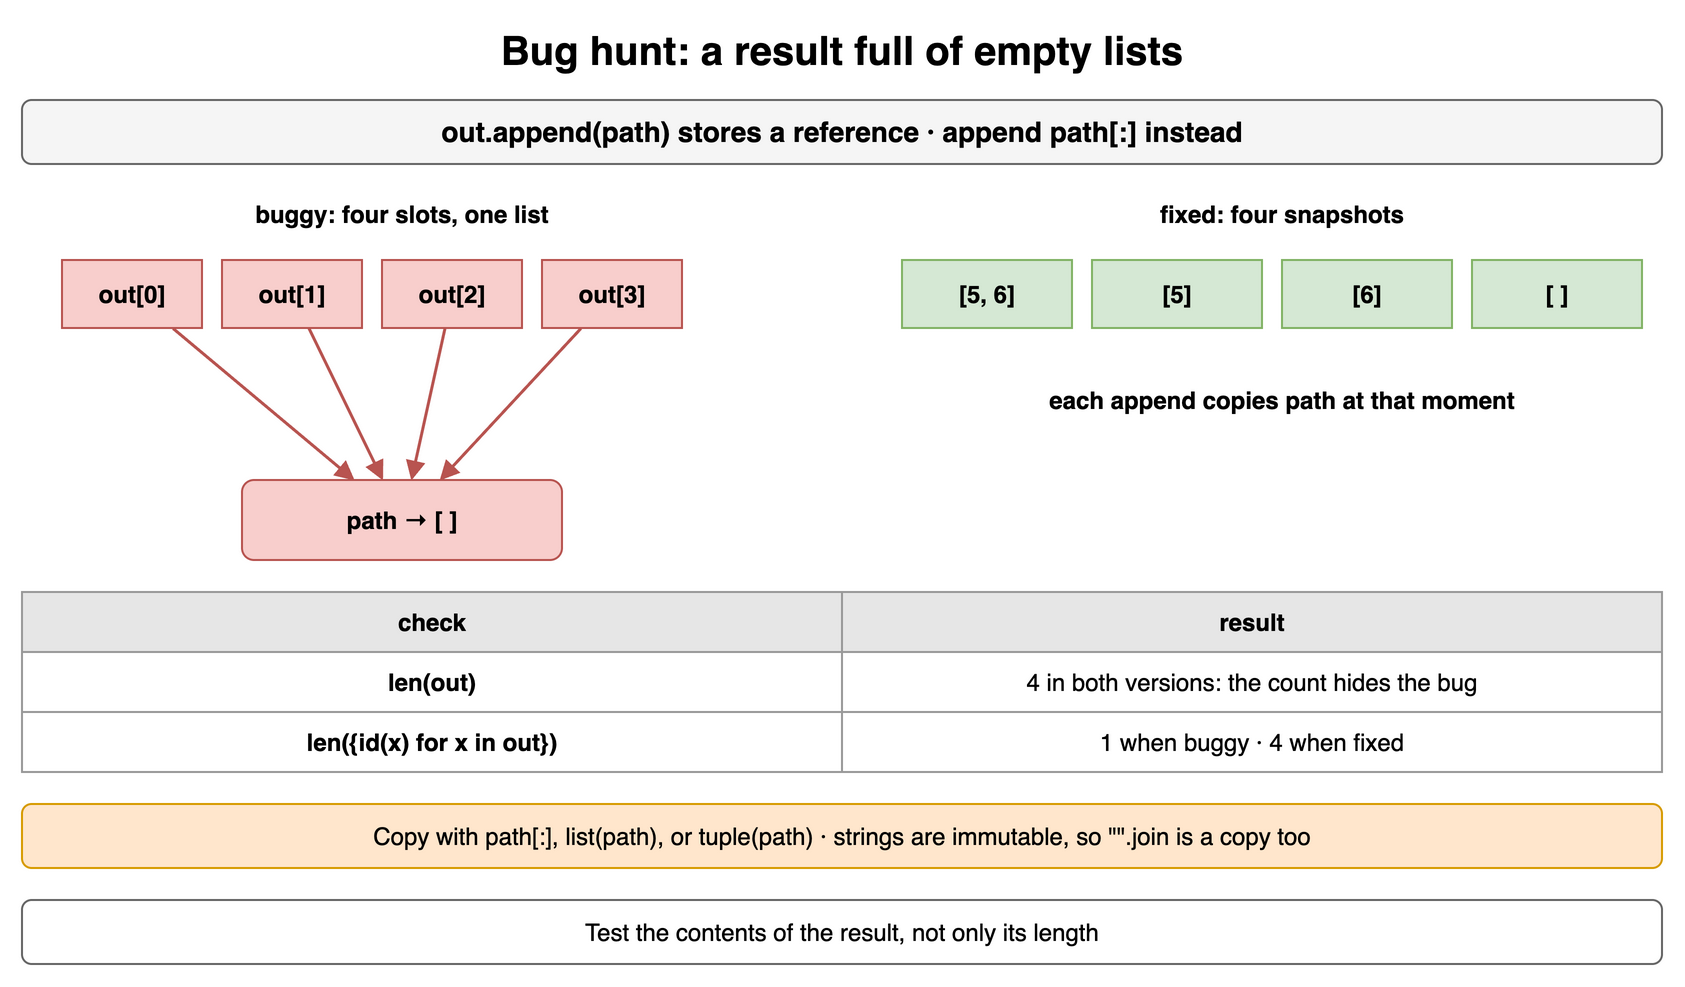 Bug hunt: a result full of empty lists
out.append(path) stores a reference · append path[:] instead
buggy: four slots, one list
out[0]
out[1]
out[2]
out[3]
path → [ ]
fixed: four snapshots
[5, 6]
[5]
[6]
[ ]
each append copies path at that moment
check
result
len(out)
4 in both versions: the count hides the bug
len({id(x) for x in out})
1 when buggy · 4 when fixed
Copy with path[:], list(path), or tuple(path) · strings are immutable, so "".join is a copy too
Test the contents of the result, not only its length